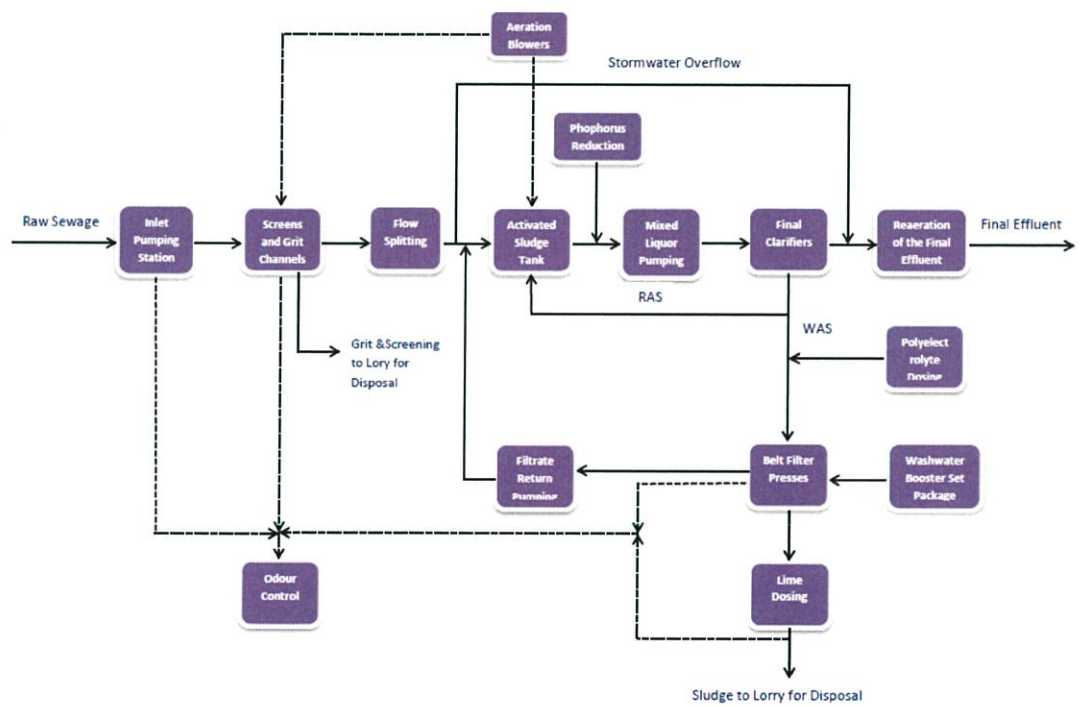 Aeration
Blowers
Stormwater Overflow
Phophorus
Reduction
Raw Sewage
Inlet
Pumping
Station
Screens
and Grit
Channels
Flow
Splitting
Activated
Sludge
Tank
Mixed
Liquor
Pumping
Final
Clarifiers
Reaeration
of the Final
Effluent
Final Effluent
RAS
WAS
Grit &Screening
to Lory for
Disposal
Polyelect
rolyte
Dosing
Filtrate
Return
Pumping
Belt Filter
Presses
Washwater
Booster Set
Package
Odour
Control
Lime
Dosing
Sludge to Lorry for Disposal